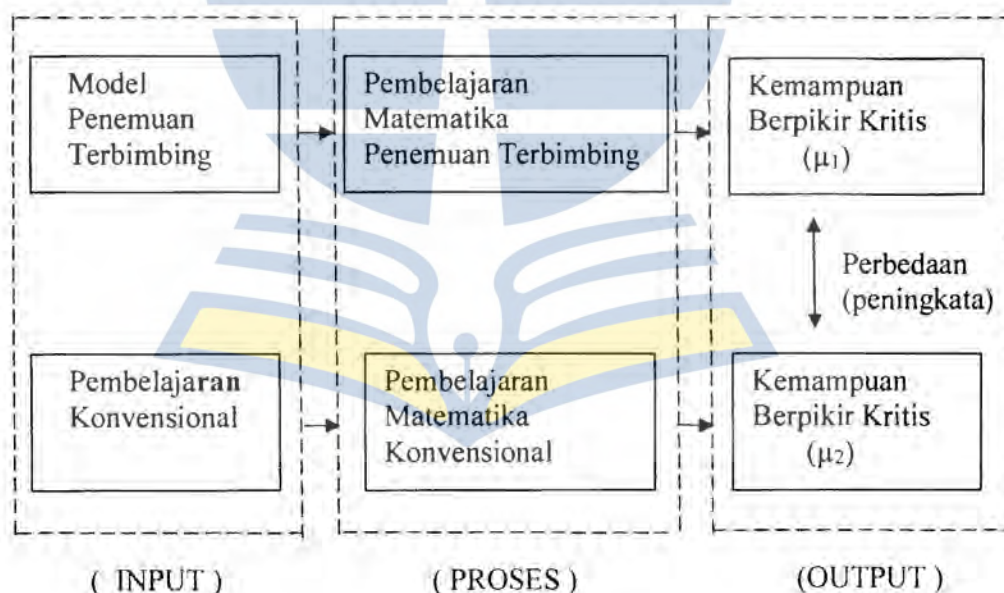 Model
Penemuan
Terbimbing
Pembelajaran
Matematika
Penemuan Terbimbing
Kemampuan
Berpikir Kritis
(μ1)
Perbedaan
(peningkata)
Pembelajaran
Konvensional
Pembelajaran
Matematika
Konvensional
Kemampuan
Berpikir Kritis
(μ2)
( INPUT )
( PROSES )
(OUTPUT )